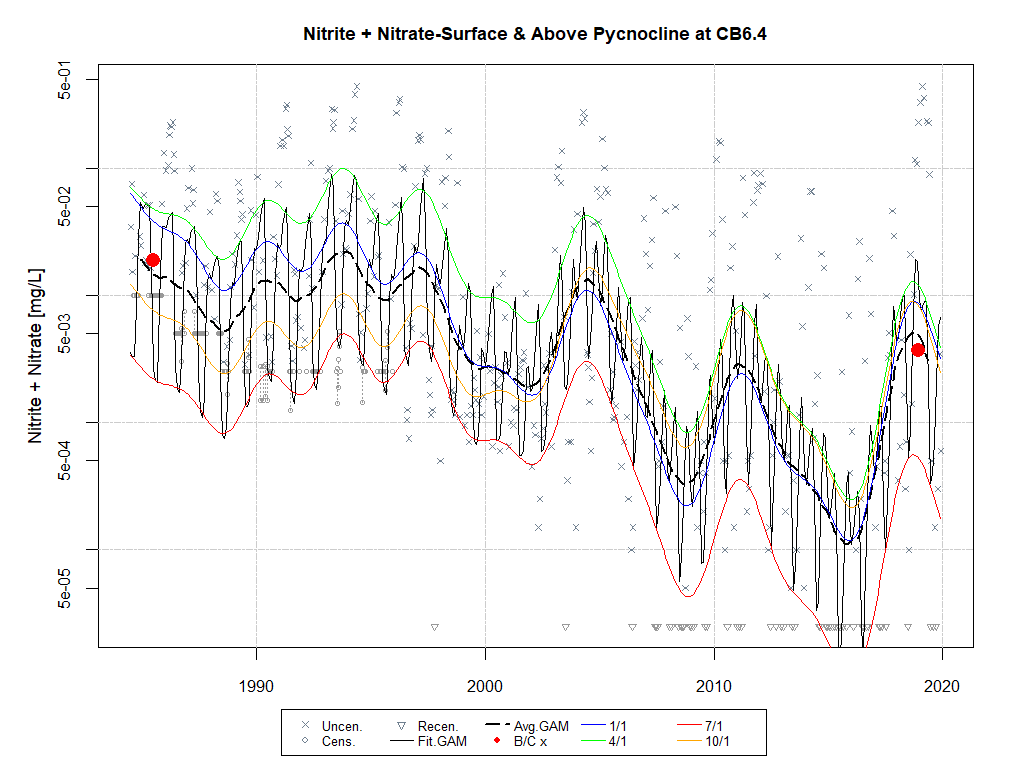 Nitrite + Nitrate-Surface & Above Pycnocline at CB6.4
Nitrite + Nitrate [mg/L]
5e-01
5e-02
5e-03
5e-04
5e-05
1990 2000 2010 2020
Uncen. Recen. Avg.GAM 1/1 7/1
Cens. Fit.GAM B/C x 4/1 10/1